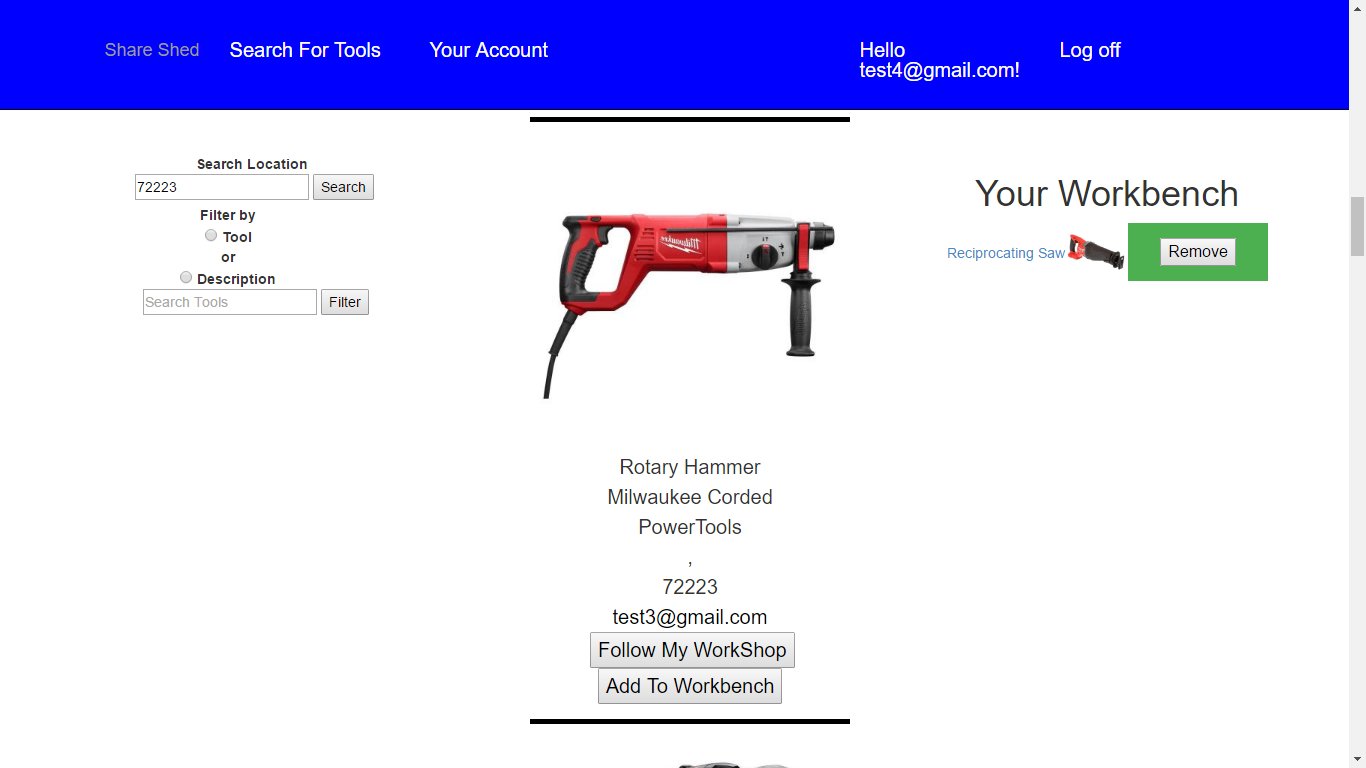 Share Shed
Search For Tools
Your Account
Hello
test4@gmail.com!
Log off
Search Location
72223
Search
Filter by
Tool
or
Description
Search Tools
Filter
Milwaukee
Rotary Hammer
Milwaukee Corded
PowerTools
,
72223
test3@gmail.com
Follow My WorkShop
Add To Workbench
Your Workbench
Reciprocating Saw
Remove